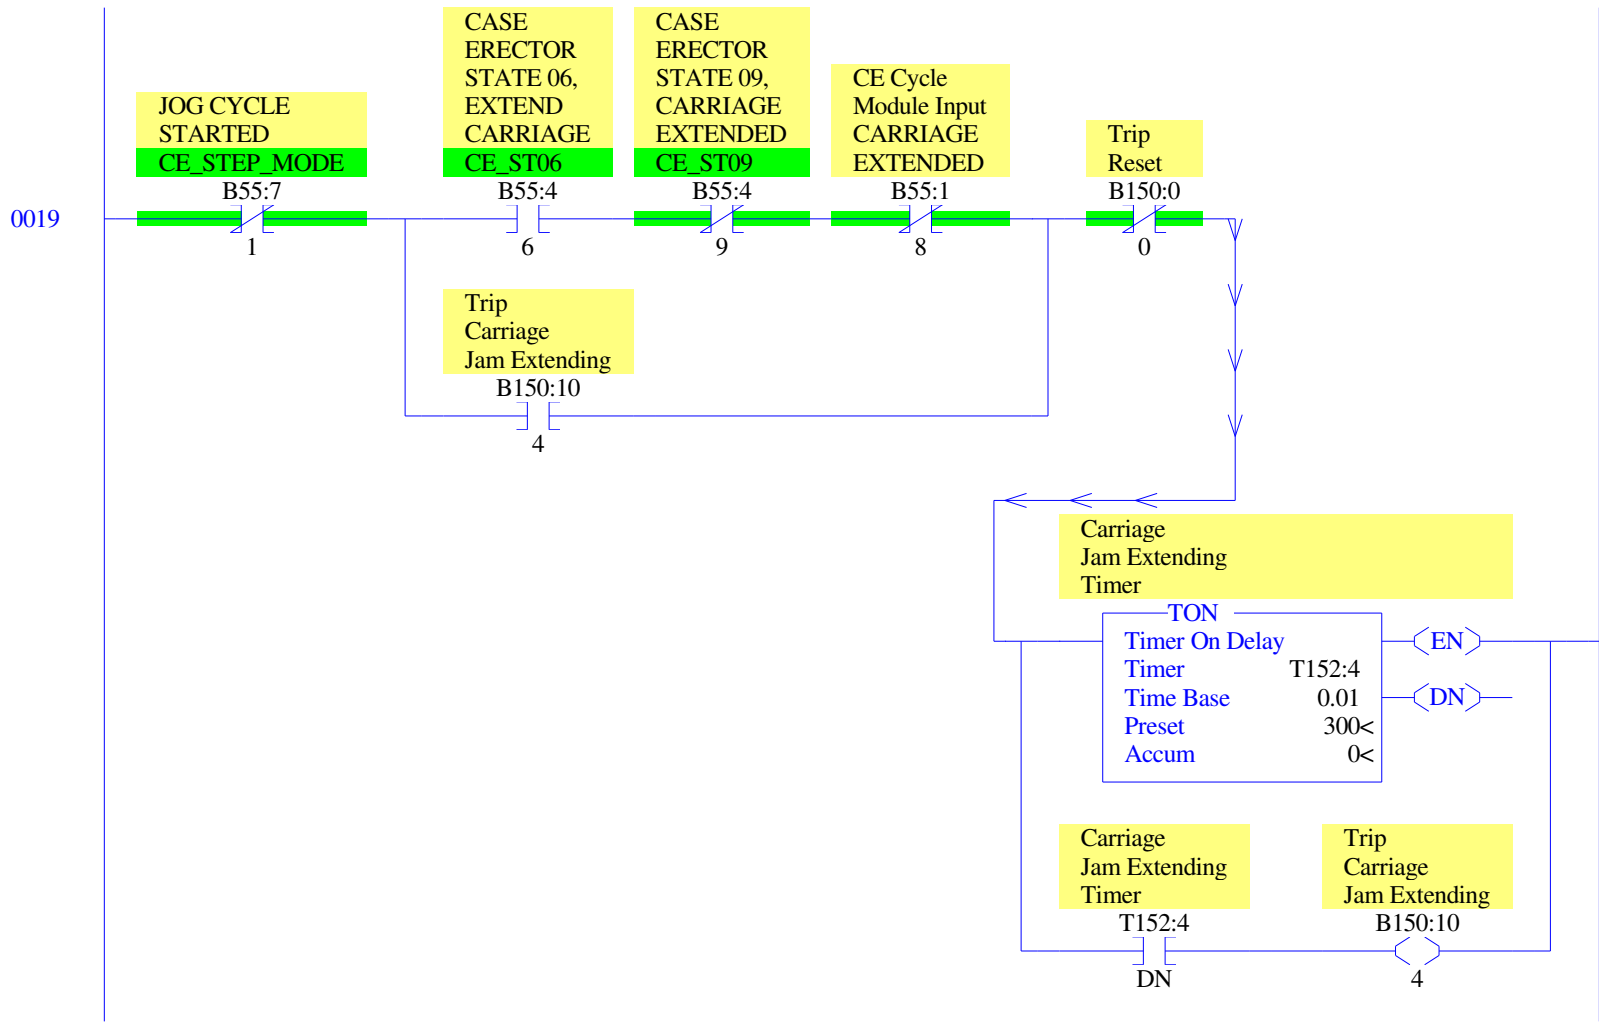 JOG CYCLE
STARTED
CE_STEP_MODE
B55:7
1
CASE
ERECTOR
STATE 06,
EXTEND
CARRIAGE
CE_ST06
B55:4
6
CASE
ERECTOR
STATE 09,
CARRIAGE
EXTENDED
CE_ST09
B55:4
9
CE Cycle
Module Input
CARRIAGE
EXTENDED
B55:1
8
Trip
Reset
B150:0
0
0019
Trip
Carriage
Jam Extending
B150:10
4
Carriage
Jam Extending
Timer
TON
Timer On Delay
Timer T152:4
Time Base 0.01
Preset 300<
Accum 0<
EN
DN
Carriage
Jam Extending
Timer
T152:4
DN
Trip
Carriage
Jam Extending
B150:10
4